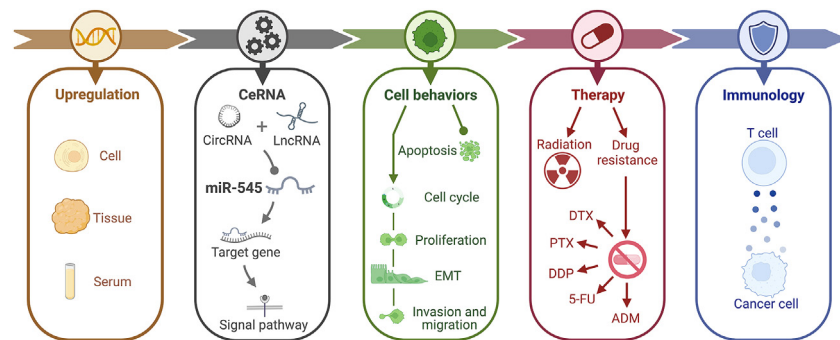 Upregulation
Cell
Tissue
Serum
CeRNA
CircRNA + LncRNA
miR-545
Target gene
Signal pathway
Cell behaviors
Apoptosis
Cell cycle
Proliferation
EMT
Invasion and
migration
Therapy
Radiation
Drug
resistance
DTX
PTX
DDP
5-FU
ADM
Immunology
T cell
Cancer cell